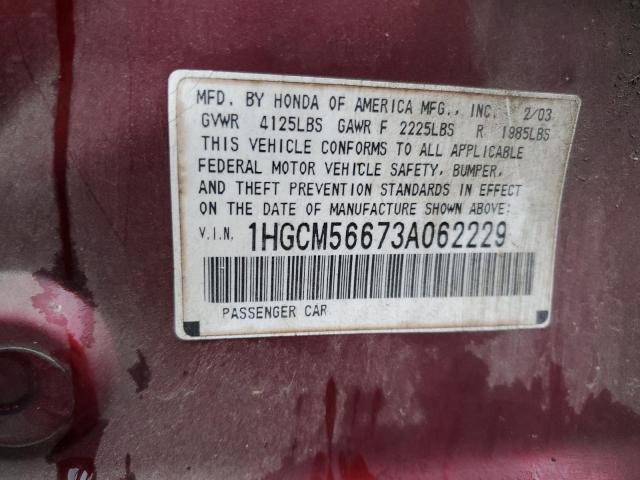 MFD. BY HONDA OF AMERICA MFG., INC. 2/03
GVWR 4125LBS GAWR F 2225LBS R 1985LBS
THIS VEHICLE CONFORMS TO ALL APPLICABLE
FEDERAL MOTOR VEHICLE SAFETY, BUMPER,
AND THEFT PREVENTION STANDARDS IN EFFECT
ON THE DATE OF MANUFACTURE SHOWN ABOVE:
V.I.N. 1HGCM56673A062229
PASSENGER CAR